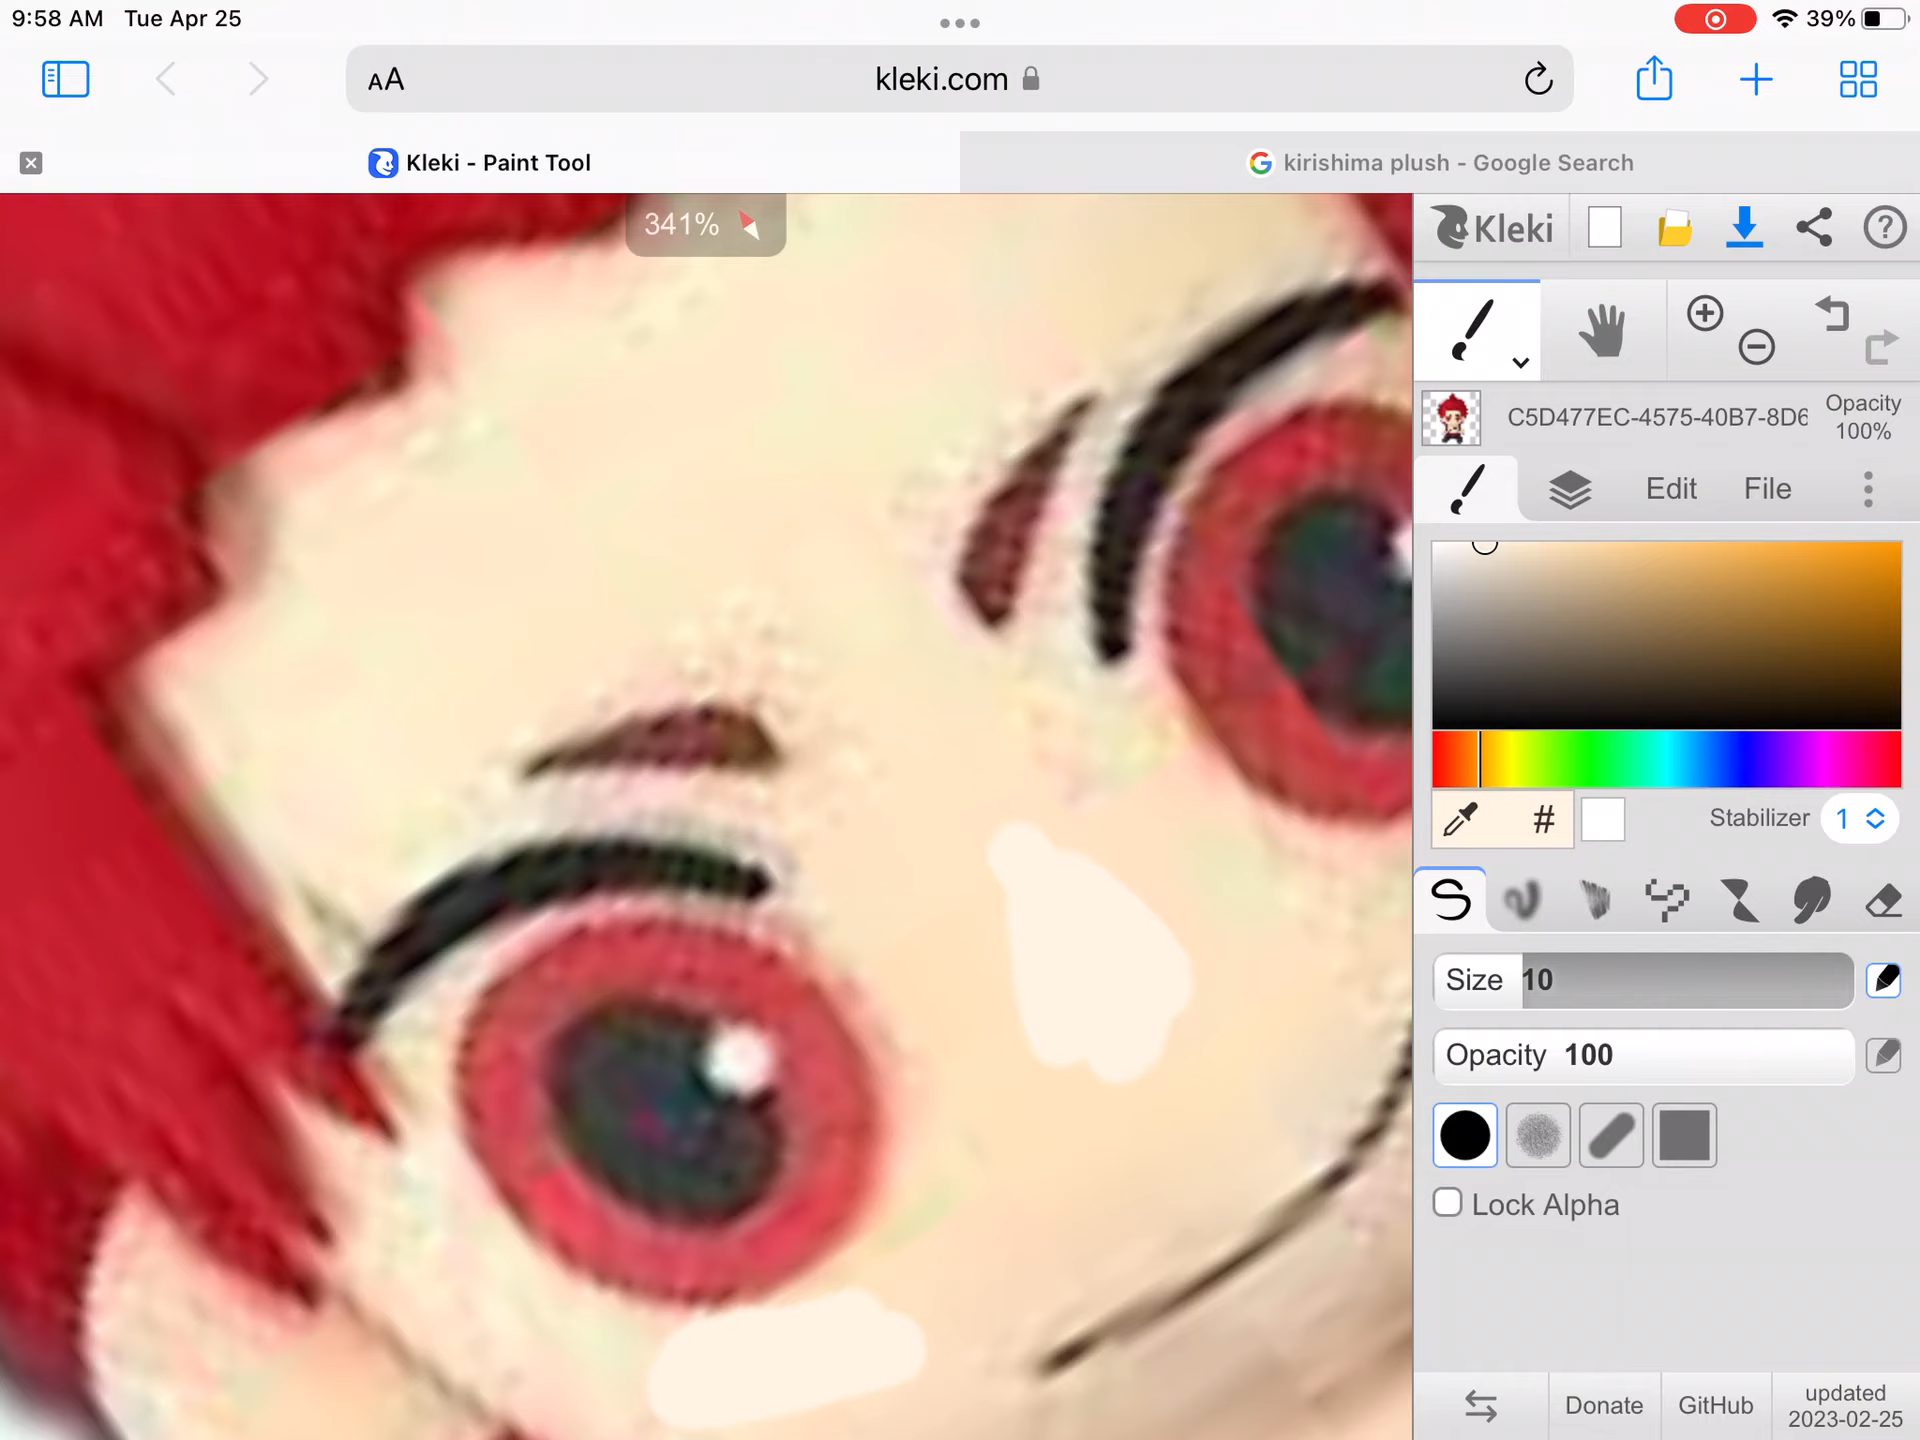 9:58 AM Tue Apr 25
39%
AA
kleki.com
Kleki - Paint Tool
kirishima plush - Google Search
341%
Kleki
C5D477EC-4575-40B7-8D6
Opacity
100%
Edit
File
#
Stabilizer
1
Size 10
Opacity 100
Lock Alpha
Donate
GitHub
updated
2023-02-25